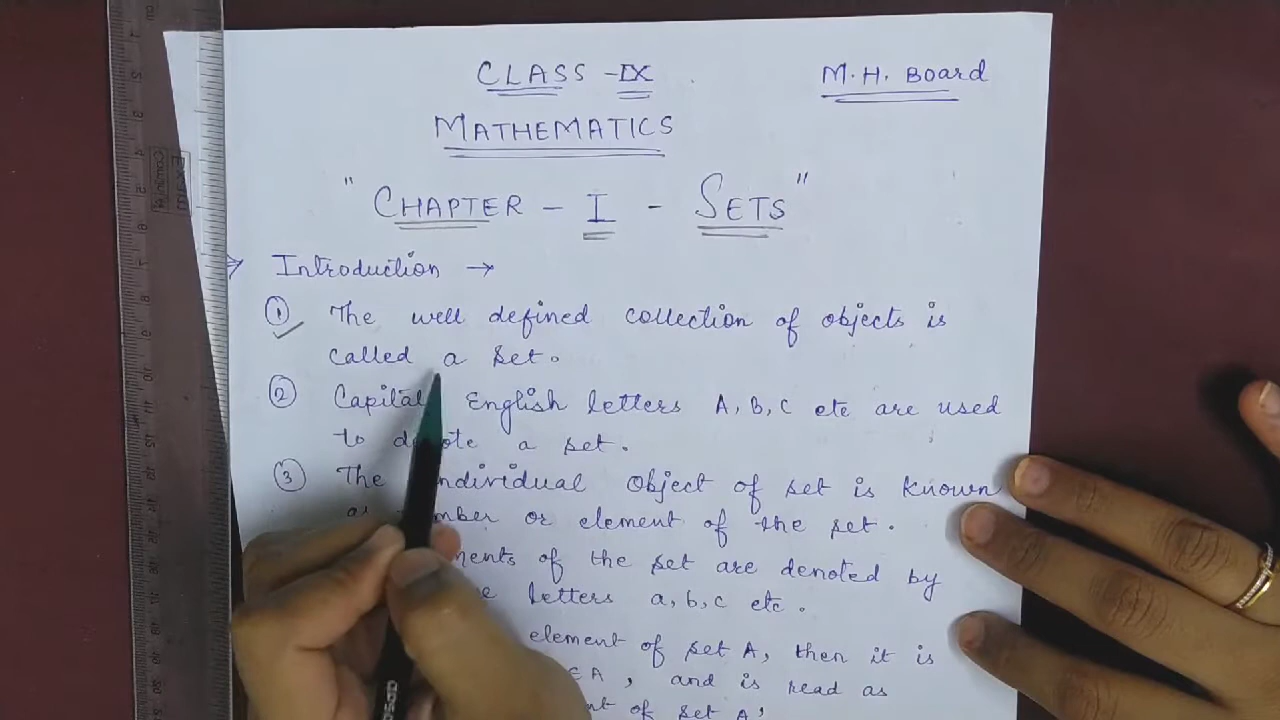 CLASS - IX
M.H. BOARD
MATHEMATICS
"CHAPTER - I - SETS"
Introduction →
① The well defined collection of objects is
called a set.
② Capital English letters A, B, C etc are used
to denote a set.
③ The individual object of set is known
or element of the set.
of the set are denoted by
letters a, b, c etc.
element of set A, then it is
∈ A, and is read as
of set A'